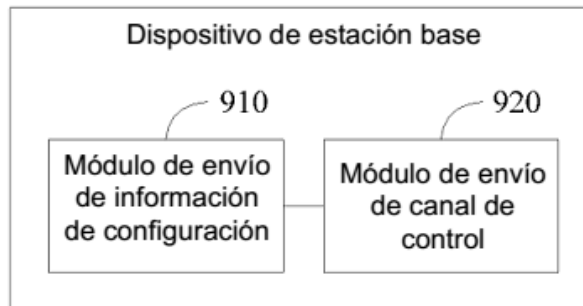 Dispositivo de estación base
910
920
Módulo de envío
de información
de configuración
Módulo de envío
de canal de
control